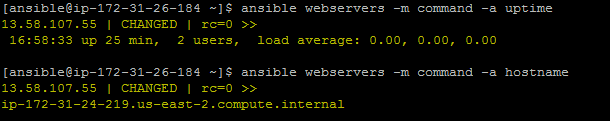 [ansible@ip-172-31-26-184 ~]$ ansible webservers -m command -a uptime
13.58.107.55 | CHANGED | rc=0 >>
 16:58:33 up 25 min,  2 users,  load average: 0.00, 0.00, 0.00
[ansible@ip-172-31-26-184 ~]$ ansible webservers -m command -a hostname
13.58.107.55 | CHANGED | rc=0 >>
ip-172-31-24-219.us-east-2.compute.internal